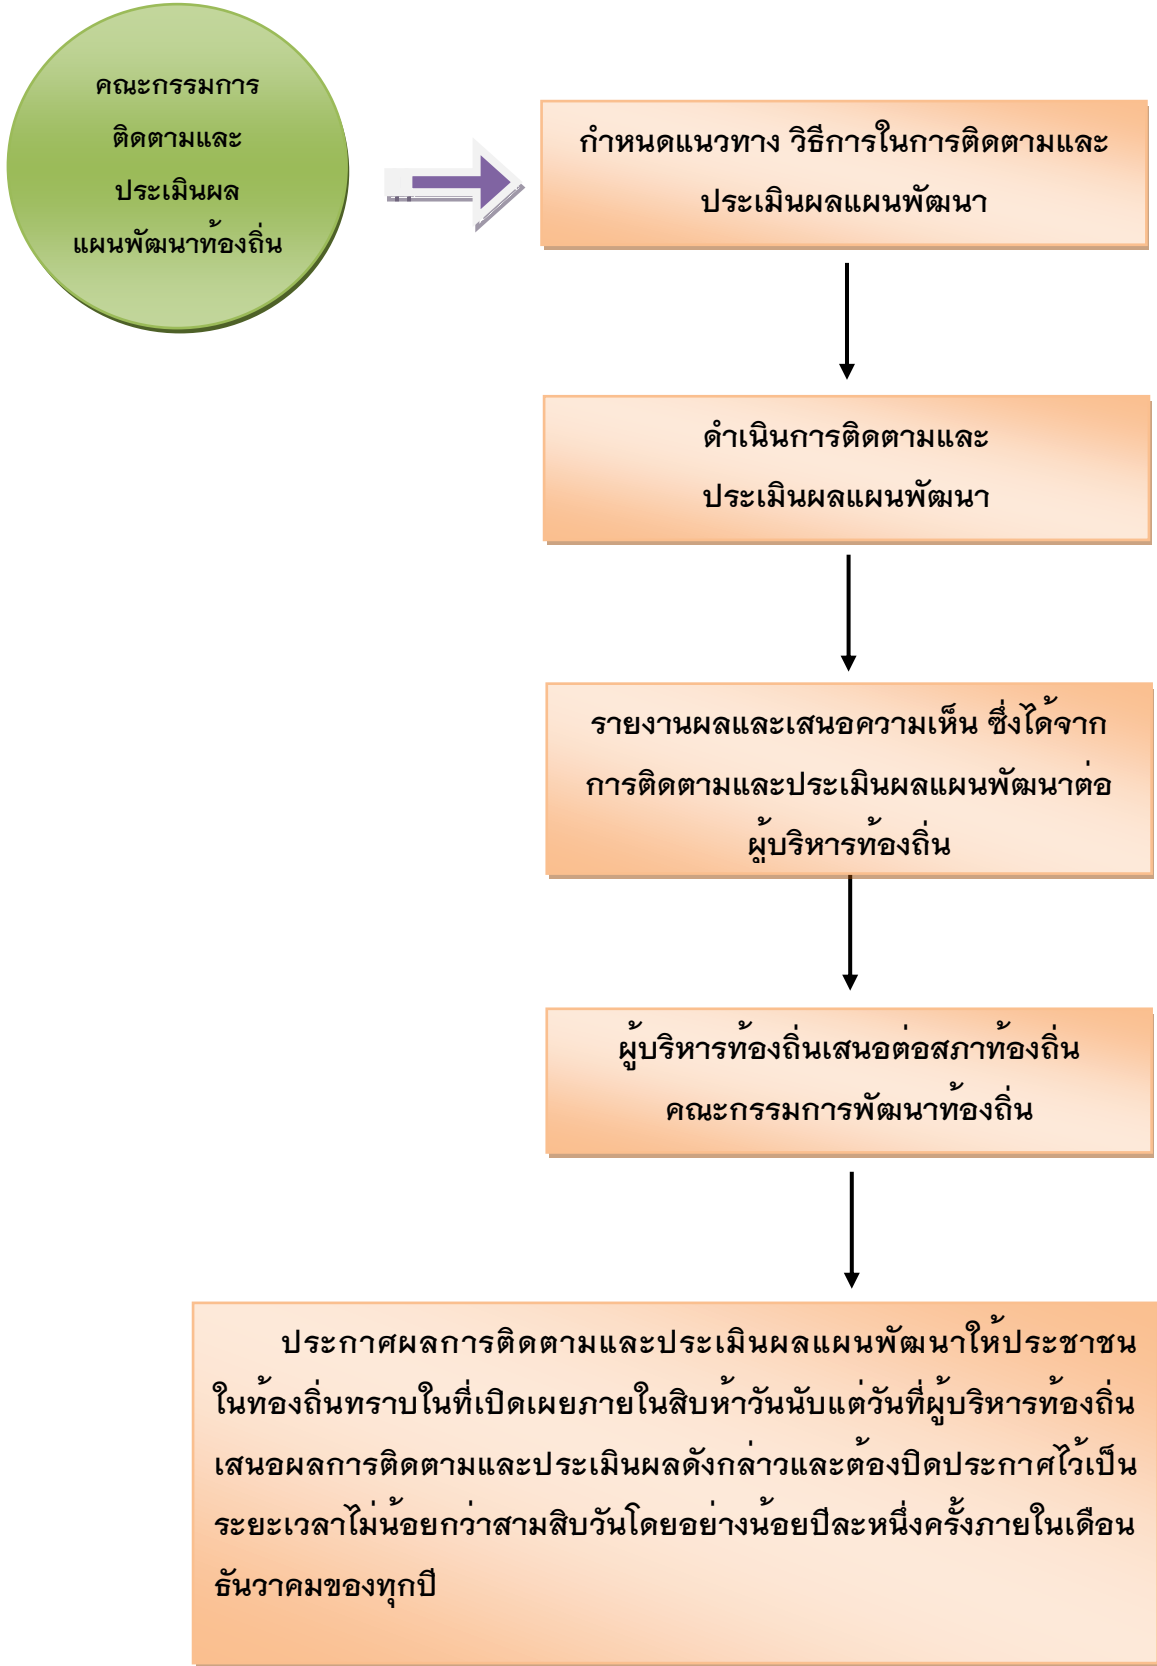 คณะกรรมการ
ติดตามและ
ประเมินผล
แผนพัฒนาท้องถิ่น
กำหนดแนวทาง วิธีการในการติดตามและ
ประเมินผลแผนพัฒนา
ดำเนินการติดตามและ
ประเมินผลแผนพัฒนา
รายงานผลและเสนอความเห็น ซึ่งได้จาก
การติดตามและประเมินผลแผนพัฒนาต่อ
ผู้บริหารท้องถิ่น
ผู้บริหารท้องถิ่นเสนอต่อสภาท้องถิ่น
คณะกรรมการพัฒนาท้องถิ่น
ประกาศผลการติดตามและประเมินผลแผนพัฒนาให้ประชาชน
ในท้องถิ่นทราบในที่เปิดเผยภายในสิบห้าวันนับแต่วันที่ผู้บริหารท้องถิ่น
เสนอผลการติดตามและประเมินผลดังกล่าวและต้องปิดประกาศไว้เป็น
ระยะเวลาไม่น้อยกว่าสามสิบวันโดยอย่างน้อยปีละหนึ่งครั้งภายในเดือน
ธันวาคมของทุกปี